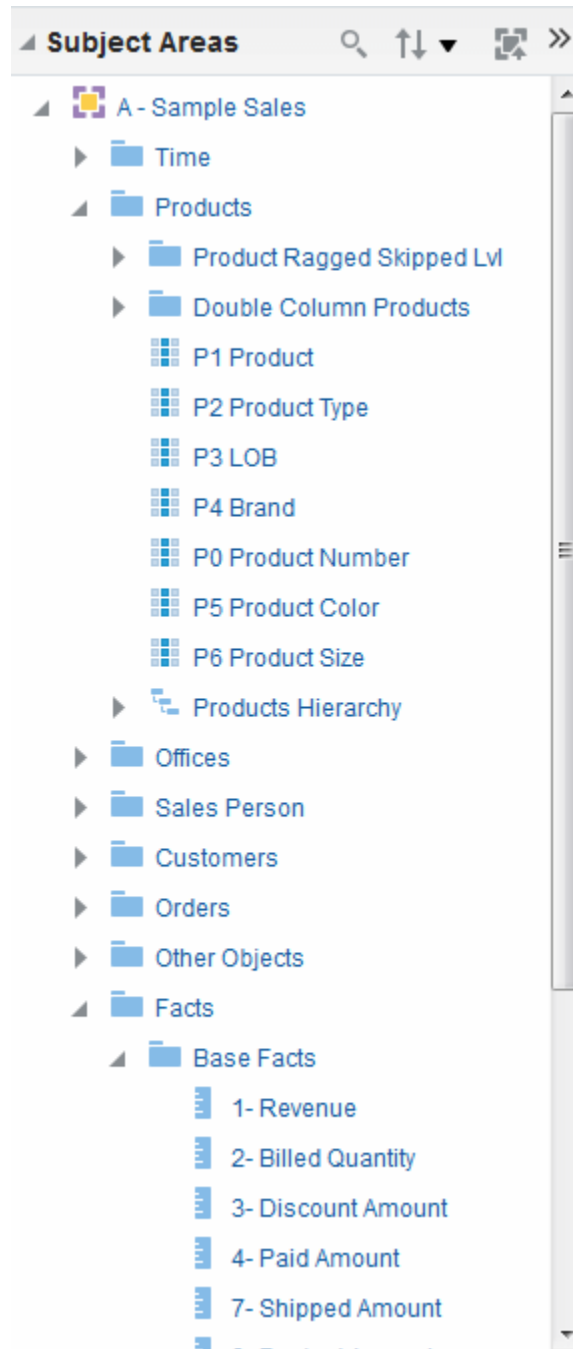 Subject Areas
A - Sample Sales
Time
Products
Product Ragged Skipped Lvl
Double Column Products
P1 Product
P2 Product Type
P3 LOB
P4 Brand
P0 Product Number
P5 Product Color
P6 Product Size
Products Hierarchy
Offices
Sales Person
Customers
Orders
Other Objects
Facts
Base Facts
1- Revenue
2- Billed Quantity
3- Discount Amount
4- Paid Amount
7- Shipped Amount